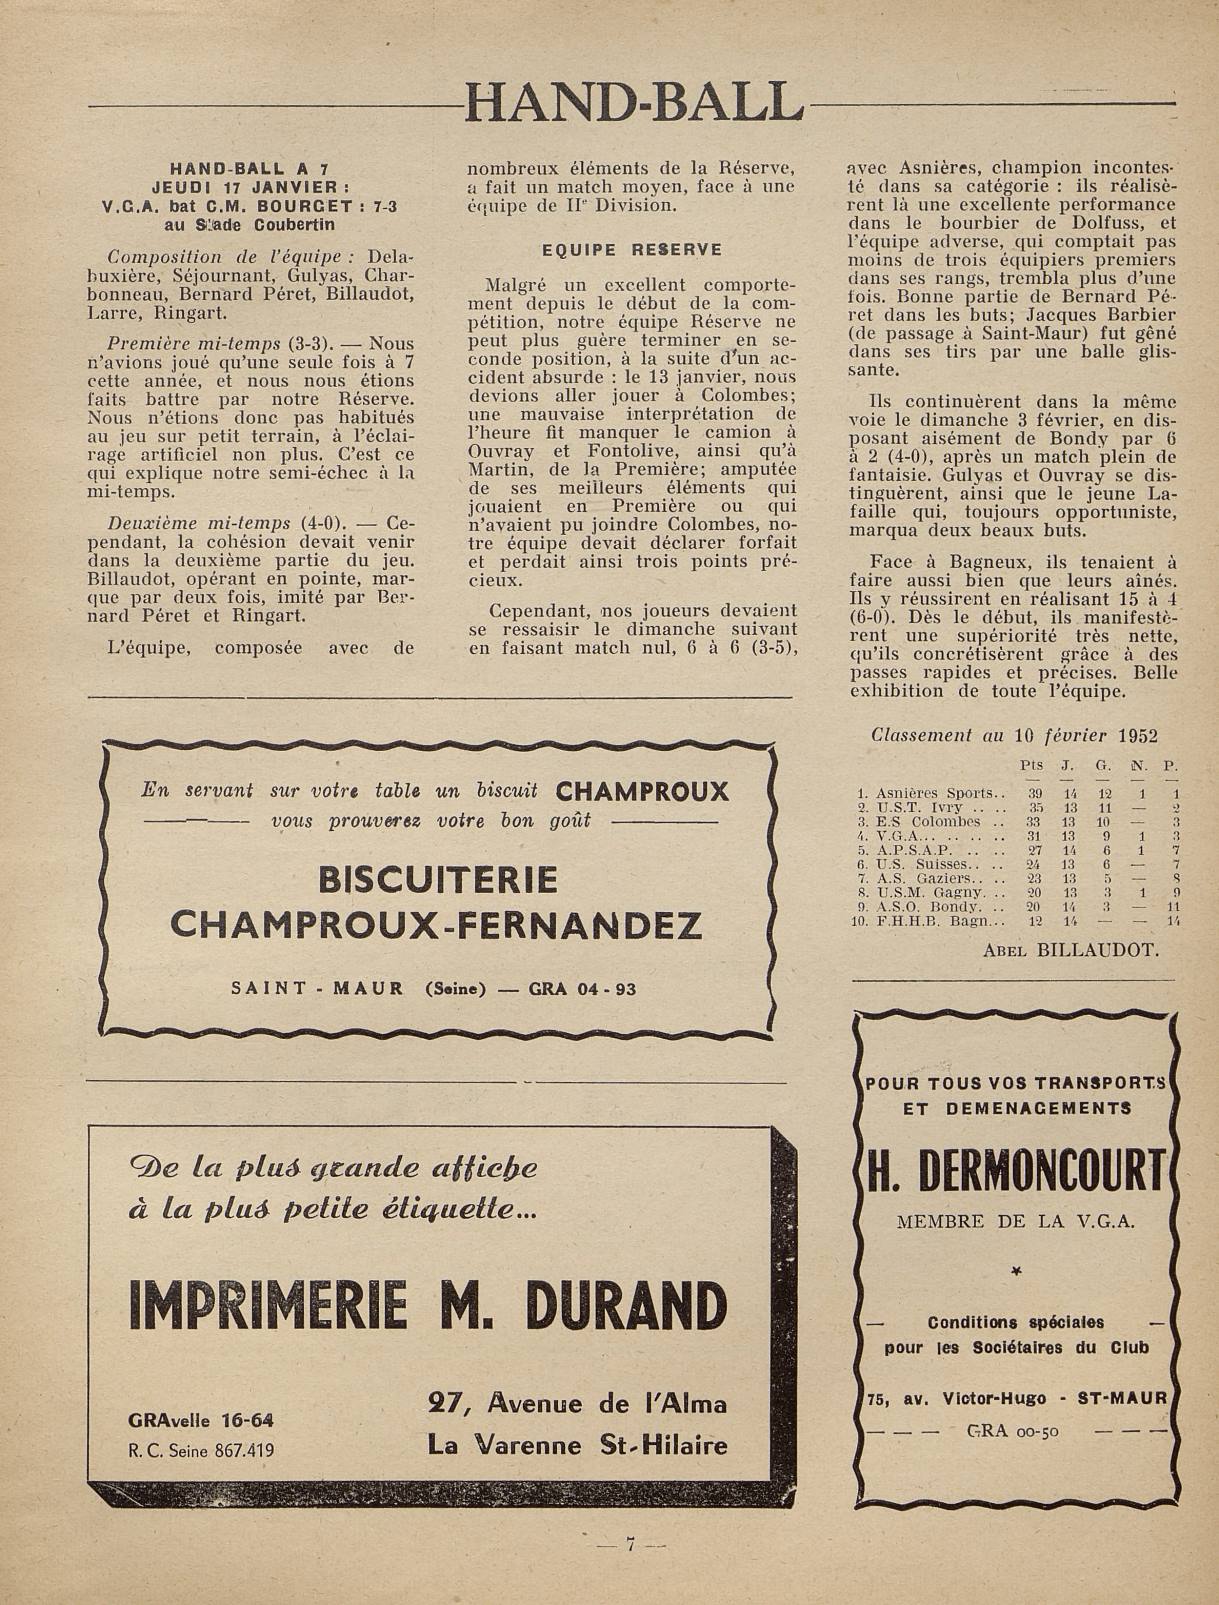 HAND-BALL
HAND-BALL A 7
JEUDI 17 JANVIER :
V.G.A. bat C.M. BOURGET : 7-3
au Stade Coubertin
Composition de l'équipe : Dela-
buxière, Séjournant, Gulyas, Char-
bonneau, Bernard Péret, Billaudot,
Larre, Ringart.
Première mi-temps (3-3). — Nous
n'avions joué qu'une seule fois à 7
cette année, et nous nous étions
faits battre par notre Réserve.
Nous n'étions donc pas habitués
au jeu sur petit terrain, à l'éclai-
rage artificiel non plus. C'est ce
qui explique notre semi-échec à la
mi-temps.
Deuxième mi-temps (4-0). — Ce-
pendant, la cohésion devait venir
dans la deuxième partie du jeu.
Billaudot, opérant en pointe, mar-
que par deux fois, imité par Ber-
nard Péret et Ringart.
L'équipe, composée avec de
nombreux éléments de la Réserve,
a fait un match moyen, face à une
équipe de IIe Division.
EQUIPE RESERVE
Malgré un excellent comporte-
ment depuis le début de la com-
pétition, notre équipe Réserve ne
peut plus guère terminer en se-
conde position, à la suite d'un ac-
cident absurde : le 13 janvier, nous
devions aller jouer à Colombes;
une mauvaise interprétation de
l'heure fit manquer le camion à
Ouvray et Fontolive, ainsi qu'à
Martin, de la Première; amputée
de ses meilleurs éléments qui
jouaient en Première ou qui
n'avaient pu joindre Colombes, no-
tre équipe devait déclarer forfait
et perdait ainsi trois points pré-
cieux.
Cependant, nos joueurs devaient
se ressaisir le dimanche suivant
en faisant match nul, 6 à 6 (3-5),
avec Asnières, champion incontes-
té dans sa catégorie : ils réalisè-
rent là une excellente performance
dans le bourbier de Dolfuss, et
l'équipe adverse, qui comptait pas
moins de trois équipiers premiers
dans ses rangs, trembla plus d'une
fois. Bonne partie de Bernard Pé-
ret dans les buts; Jacques Barbier
(de passage à Saint-Maur) fut gêné
dans ses tirs par une balle glis-
sante.
Ils continuèrent dans la même
voie le dimanche 3 février, en dis-
posant aisément de Bondy par 6
à 2 (4-0), après un match plein de
fantaisie. Gulyas et Ouvray se dis-
tinguèrent, ainsi que le jeune La-
faille qui, toujours opportuniste,
marqua deux beaux buts.
Face à Bagneux, ils tenaient à
faire aussi bien que leurs aînés.
Ils y réussirent en réalisant 15 à 4
(6-0). Dès le début, ils manifestè-
rent une supériorité très nette,
qu'ils concrétisèrent grâce à des
passes rapides et précises. Belle
exhibition de toute l'équipe.
Classement au 10 février 1952
Pts J. G. N. P.
1. Asnières Sports.. 39 14 12 1 1
2. U.S.T. Ivry .. .. 35 13 11 — 2
3. E.S Colombes .. 33 13 10 — 3
4. V.G.A... .. .. .. 31 13 9 1 3
5. A.P.S.A.P. .. .. 27 14 6 1 7
6. U.S. Suisses.. .. 24 13 6 — 7
7. A.S. Gaziers.. .. 23 13 5 — 8
8. U.S.M. Gagny. .. 20 13 3 1 9
9. A.S.O. Bondy. .. 20 14 3 — 11
10. F.H.H.B. Bagn... 12 14 — — 14
ABEL BILLAUDOT.
En servant sur votre table un biscuit CHAMPROUX
vous prouverez votre bon goût
BISCUITERIE
CHAMPROUX-FERNANDEZ
SAINT - MAUR (Seine) — GRA 04 - 93
De la plus grande affiche
à la plus petite étiquette...
IMPRIMERIE M. DURAND
GRAvelle 16-64
R. C. Seine 867.419
27, Avenue de l'Alma
La Varenne St-Hilaire
POUR TOUS VOS TRANSPORTS
ET DEMENAGEMENTS
H. DERMONCOURT
MEMBRE DE LA V.G.A.
— Conditions spéciales —
pour les Sociétaires du Club
75, av. Victor-Hugo - ST-MAUR
— — — GRA 00-50 — — —
— 7 —